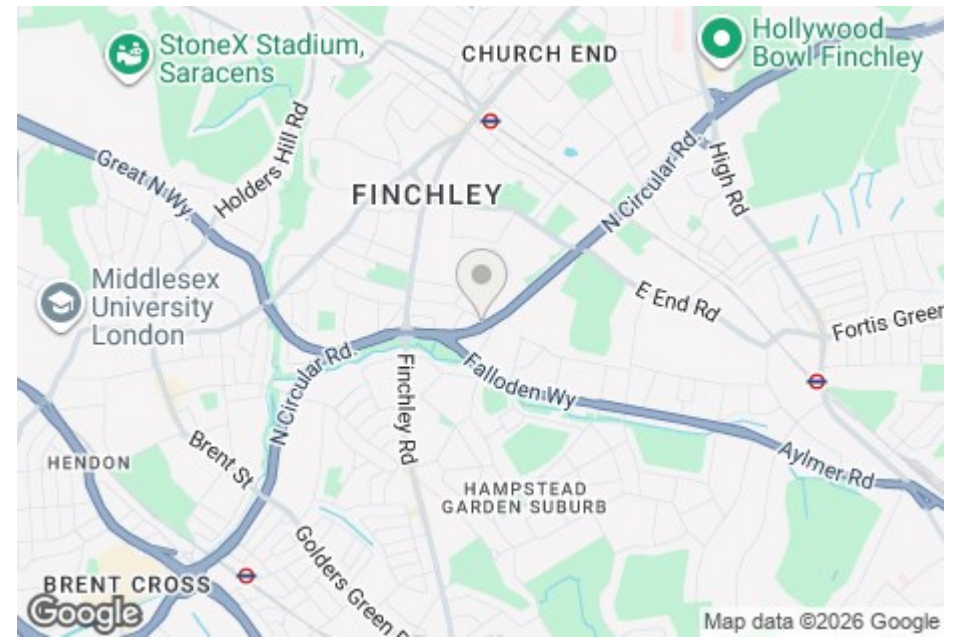 StoneX Stadium,
Saracens
CHURCH END
Hollywood
Bowl Finchley
Great N Wy.
Holders Hill Rd
FINCHLEY
N Circular Rd.
High Rd
Middlesex
University
London
E End Rd
Fortis Green
N Circular Rd.
Finchley Rd
Falloden Wy
Brent St
HENDON
Aylmer Rd
HAMPSTEAD
GARDEN SUBURB
Golders Green R
BRENT CROSS
Google
Map data ©2026 Google